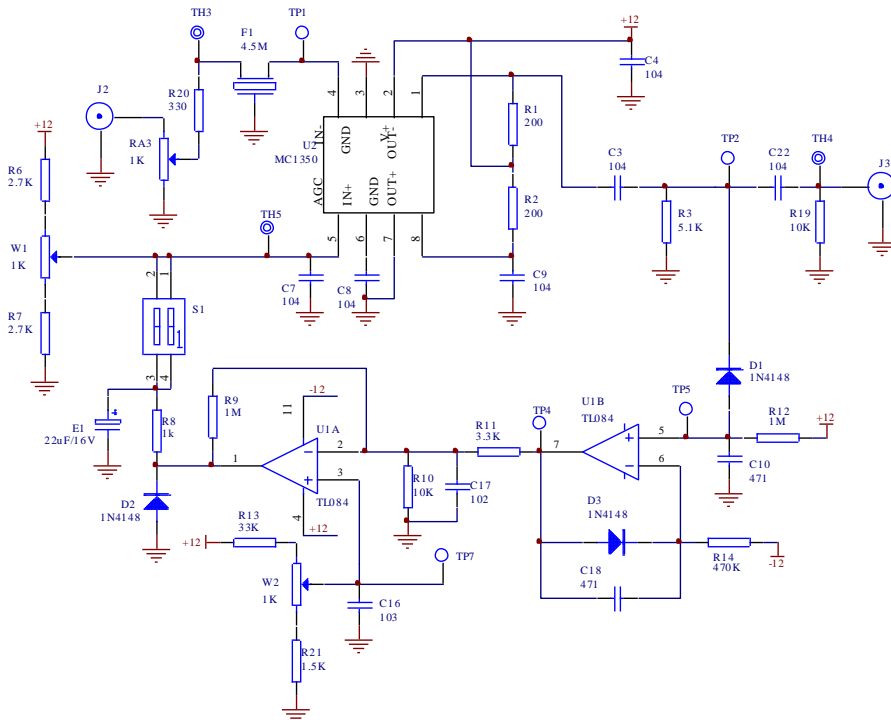 TH3
F1
4.5M
TP1
+12
C4
104
J2
R20
330
RA3
1K
+12
R6
2.7K
W1
1K
R7
2.7K
4
3
2
1
IN-
GND
V+
OUT-
U2
MC1350
AGC
IN+
GND
OUT+
5
6
7
8
R1
200
R2
200
C3
104
TP2
C22
104
TH4
J3
R3
5.1K
R19
10K
TH5
C7
104
C8
104
C9
104
2
1
S1
1
3
4
E1
22uF/16V
R8
1k
R9
1M
-12
11
U1A
1
2
3
TL084
4
+12
R11
3.3K
TP4
U1B
TL084
7
5
6
TP5
D1
1N4148
R12
1M
+12
C10
471
R10
10K
C17
102
D2
1N4148
R13
33K
+12
W2
1K
TP7
C16
103
R21
1.5K
D3
1N4148
C18
471
R14
470K
-12